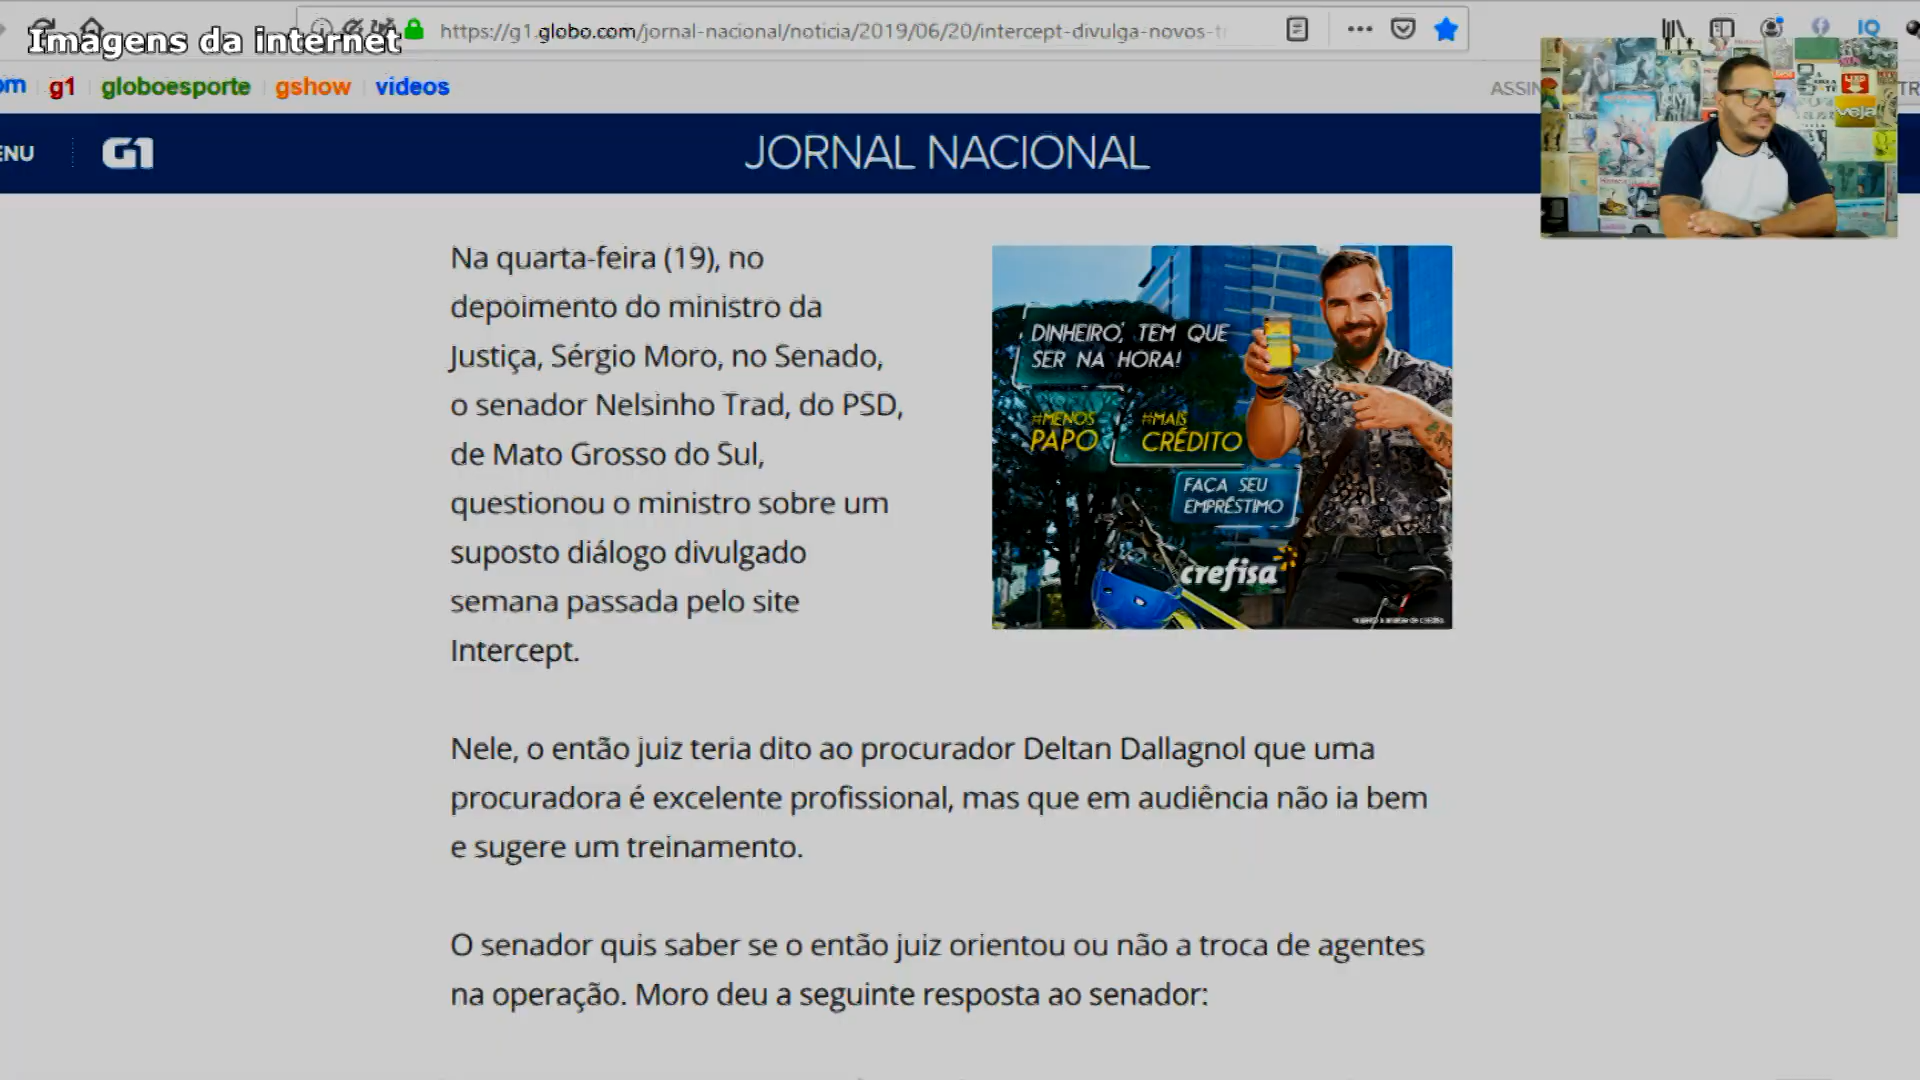 Imagens da internet
https://g1.globo.com/jornal-nacional/noticia/2019/06/20/intercept-divulga-novos-tr
IQ
om g1 globoesporte gshow vídeos
ASSIN
ENU G1 JORNAL NACIONAL
veja
Na quarta-feira (19), no
depoimento do ministro da
Justiça, Sérgio Moro, no Senado,
o senador Nelsinho Trad, do PSD,
de Mato Grosso do Sul,
questionou o ministro sobre um
suposto diálogo divulgado
semana passada pelo site
Intercept.
DINHEIRO, TEM QUE
SER NA HORA!
#MENOS
PAPO
#MAIS
CRÉDITO
FAÇA SEU
EMPRÉSTIMO
crefisa
Nele, o então juiz teria dito ao procurador Deltan Dallagnol que uma
procuradora é excelente profissional, mas que em audiência não ia bem
e sugere um treinamento.
O senador quis saber se o então juiz orientou ou não a troca de agentes
na operação. Moro deu a seguinte resposta ao senador: